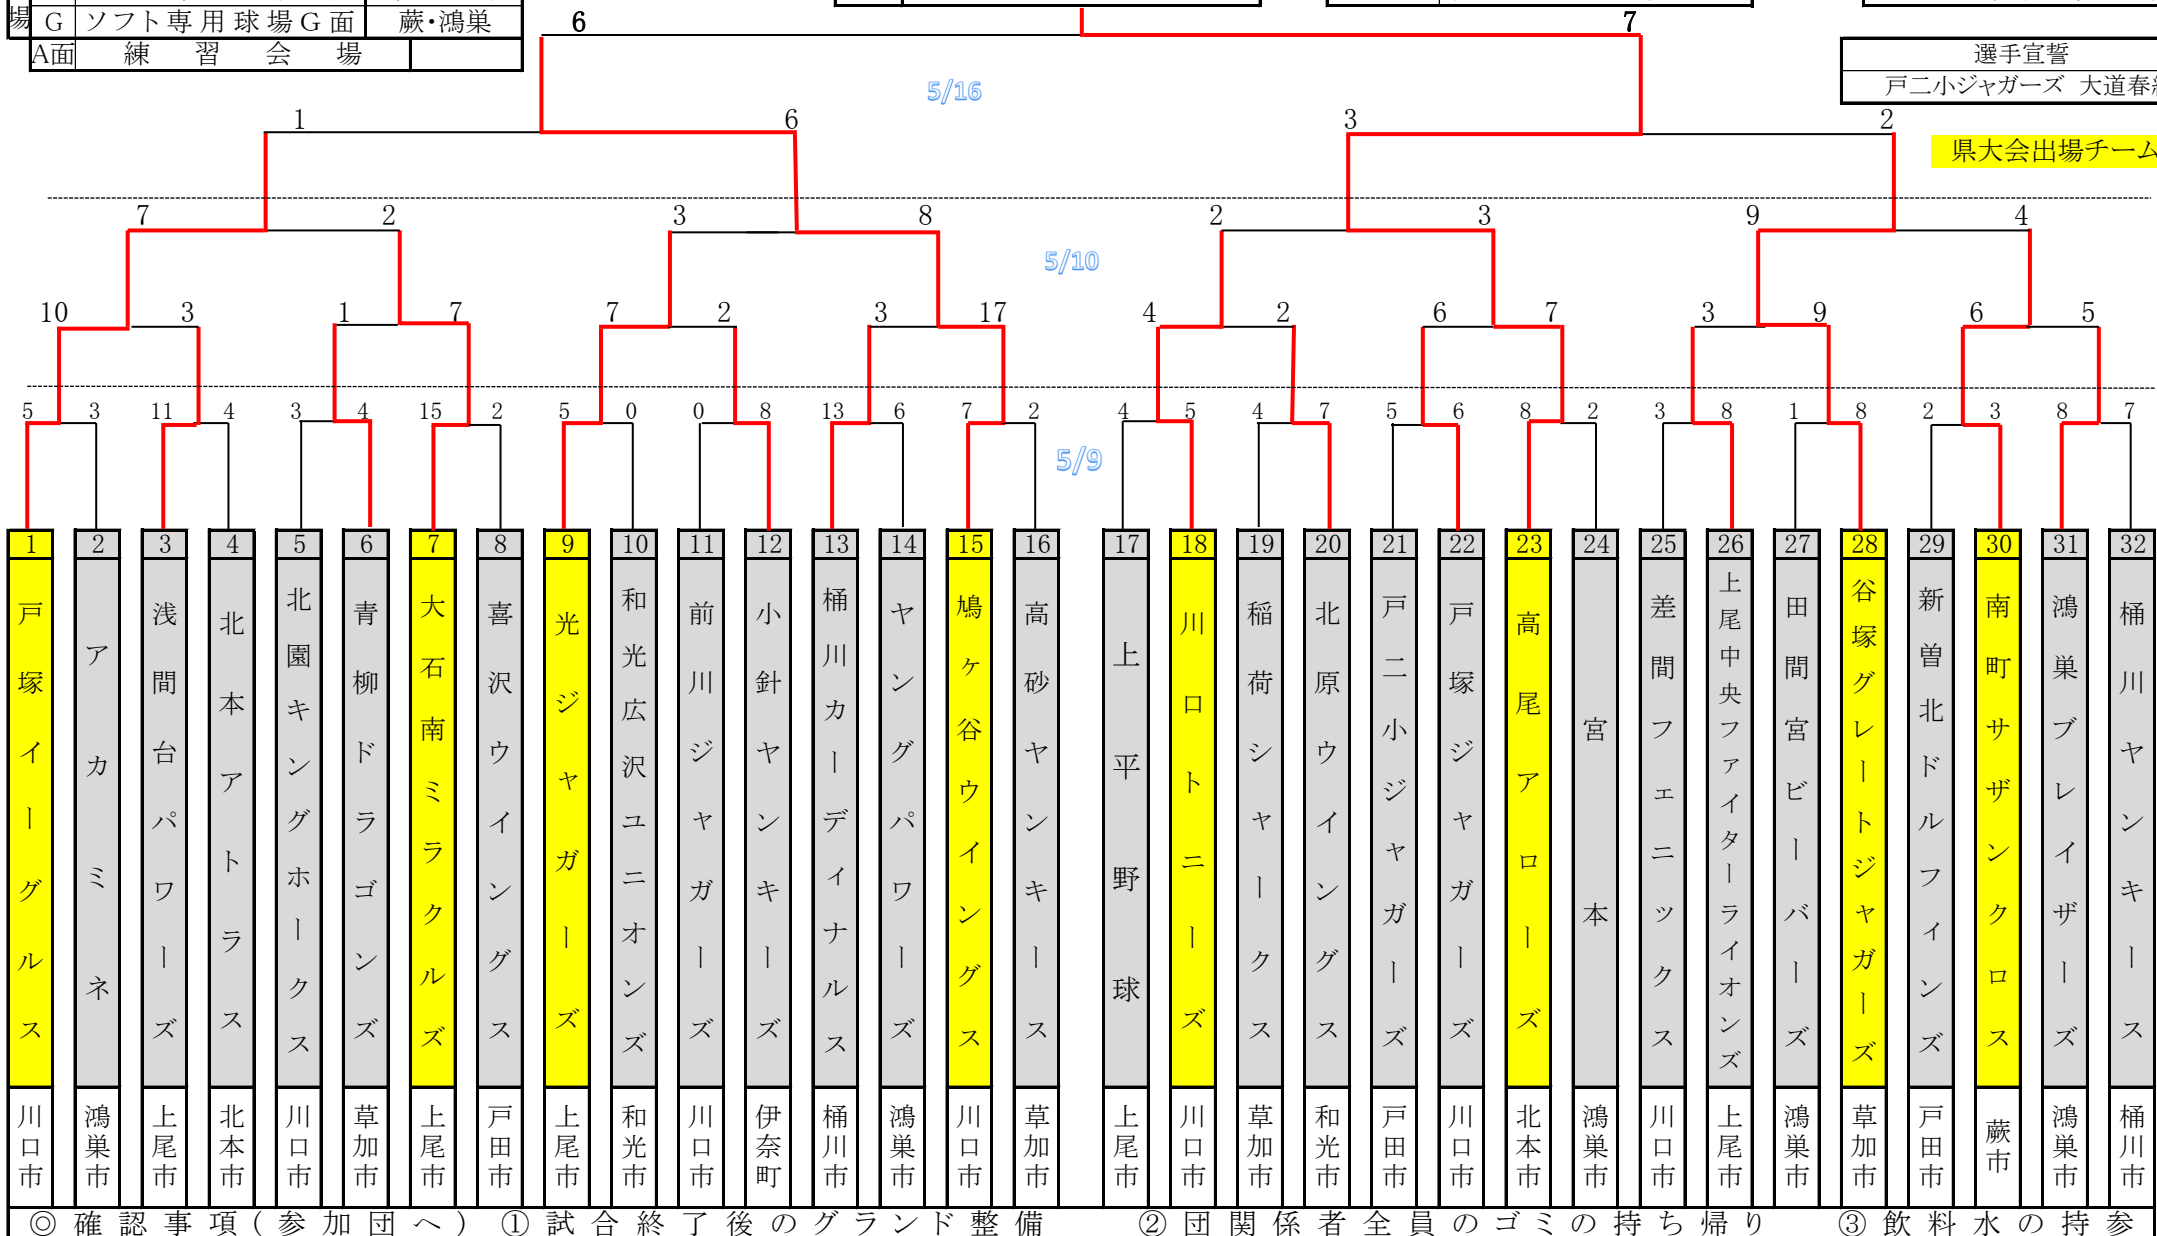 場 G ソフト専用球場G面 蕨・鴻巣
A面 練習会場
6 7
選手宣誓
戸二小ジャガーズ 大道春
5/16
1 6 3 2
県大会出場チーム
7 2 3 8 2 3 9 4
5/10
10 3 1 7 7 2 3 17 4 2 6 7 3 9 6 5
5 3 11 4 3 4 15 2 5 0 0 8 13 6 7 2 4 5 4 7 5 6 8 2 3 8 1 8 2 3 8 7
5/9
1 戸塚イーグルス 川口市
2 アカミネ 鴻巣市
3 浅間台パワーズ 上尾市
4 北本アトラス 北本市
5 北園キングホークス 川口市
6 青柳ドラゴンズ 草加市
7 大石南ミラクルズ 上尾市
8 喜沢ウイングス 戸田市
9 光ジャガーズ 上尾市
10 和光広沢ユニオンズ 和光市
11 前川ジャガーズ 川口市
12 小針ヤンキーズ 伊奈町
13 桶川カーディナルス 桶川市
14 ヤングパワーズ 鴻巣市
15 鳩ヶ谷ウイングス 川口市
16 高砂ヤンキース 草加市
17 上平野球 上尾市
18 川口トニーズ 川口市
19 稲荷シャークス 草加市
20 北原ウイングス 和光市
21 戸二小ジャガーズ 戸田市
22 戸塚ジャガーズ 川口市
23 高尾アローズ 北本市
24 宮本 鴻巣市
25 差間フェニックス 川口市
26 上尾中央ファイターライオンズ 上尾市
27 田間宮ビーバーズ 鴻巣市
28 谷塚グレートジャガーズ 草加市
29 新曽北ドルフィンズ 戸田市
30 南町サザンクロス 蕨市
31 鴻巣ブレイザーズ 鴻巣市
32 桶川ヤンキース 桶川市
◎確認事項(参加団へ) ①試合終了後のグランド整備 ②団関係者全員のゴミの持ち帰り ③飲料水の持参